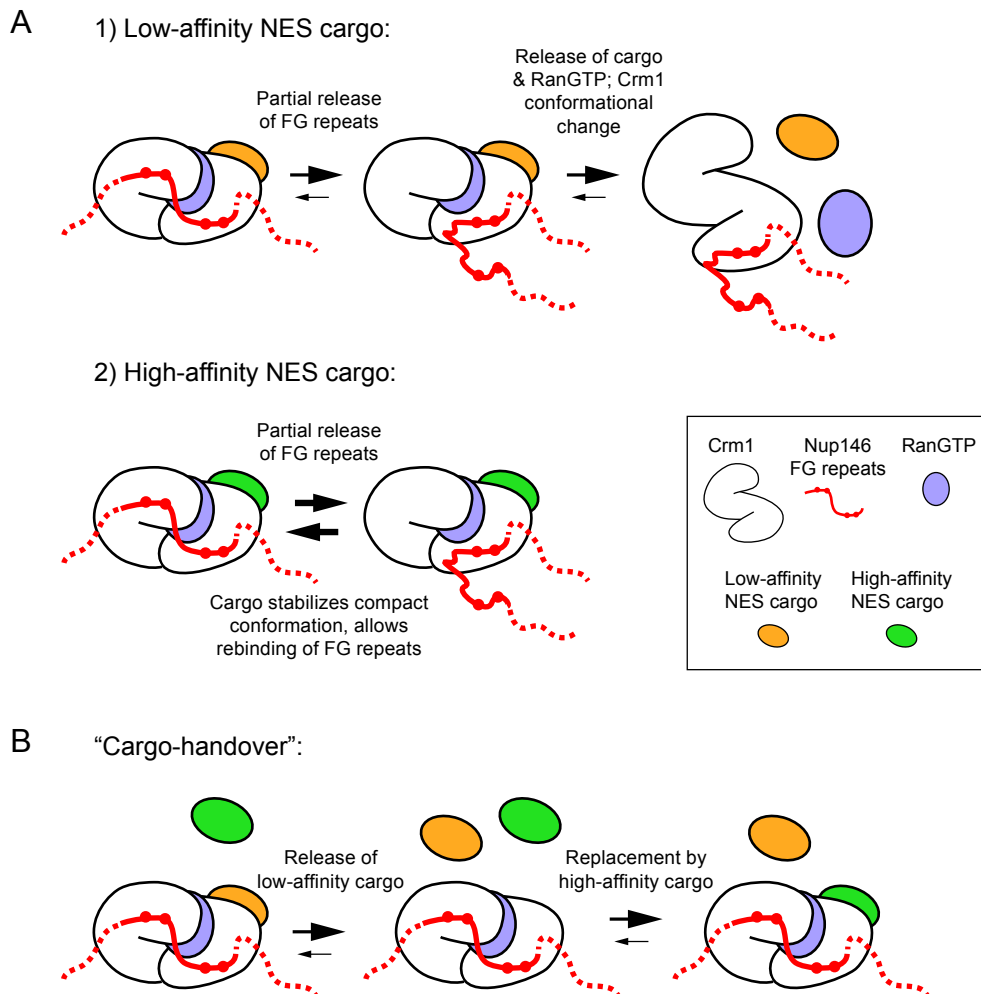 A
1) Low-affinity NES cargo:
Partial release
of FG repeats
Release of cargo
& RanGTP; Crm1
conformational
change
2) High-affinity NES cargo:
Partial release
of FG repeats
Cargo stabilizes compact
conformation, allows
rebinding of FG repeats
Crm1
Nup146
FG repeats
RanGTP
Low-affinity
NES cargo
High-affinity
NES cargo
B
“Cargo-handover”:
Release of
low-affinity cargo
Replacement by
high-affinity cargo